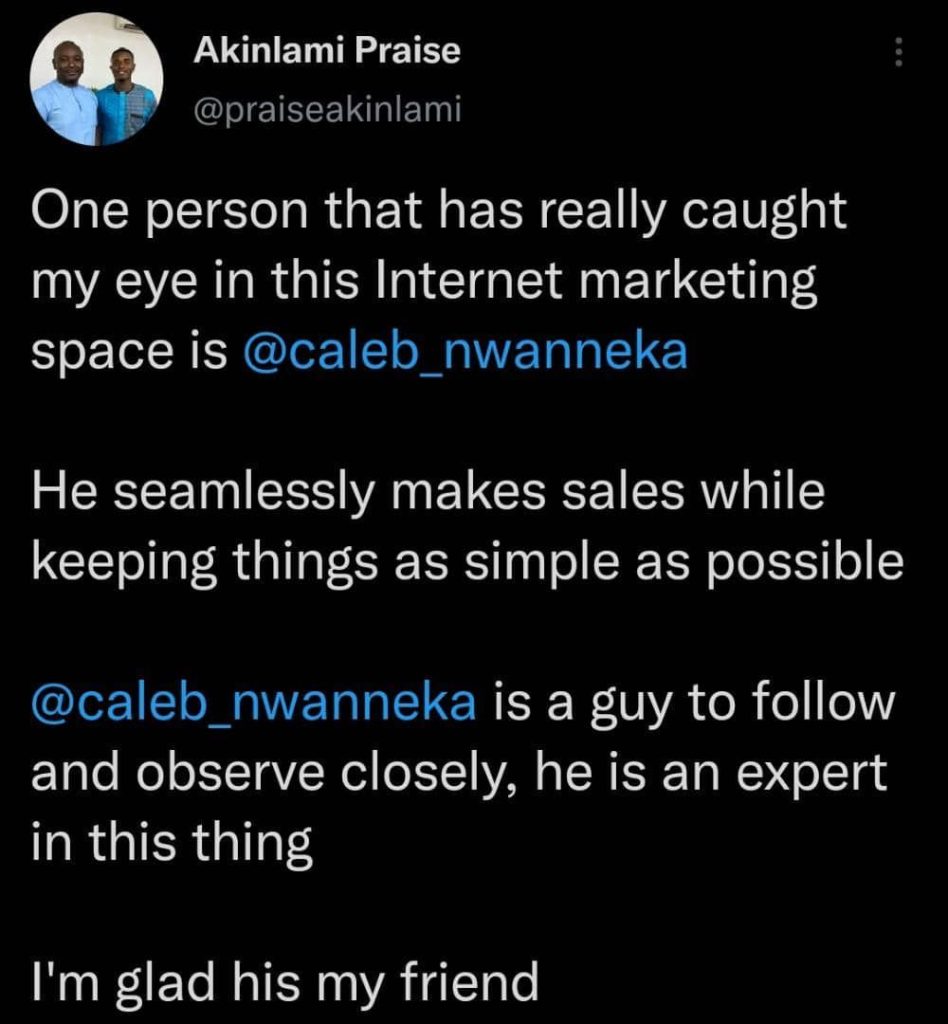 Akinlami Praise
@praiseakinlami
One person that has really caught
my eye in this Internet marketing
space is @caleb_nwanneka
He seamlessly makes sales while
keeping things as simple as possible
@caleb_nwanneka is a guy to follow
and observe closely, he is an expert
in this thing
I'm glad his my friend